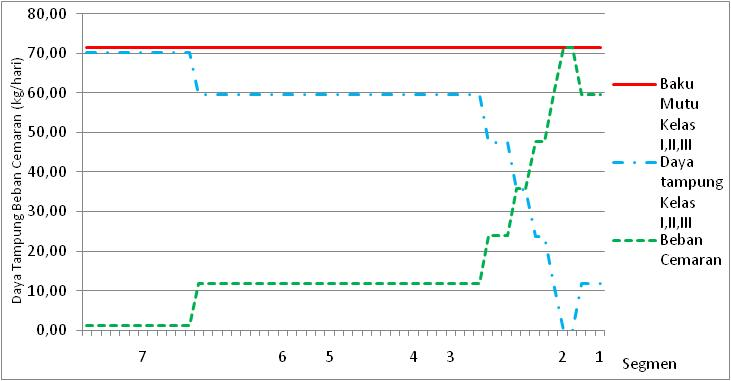 Daya Tampung Beban Cemaran (kg/hari)
80,00
70,00
60,00
50,00
40,00
30,00
20,00
10,00
0,00
7 6 5 4 3 2 1
Segmen
Baku
Mutu
Kelas
I,II,III
Daya
tampung
Kelas
I,II,III
Beban
Cemaran